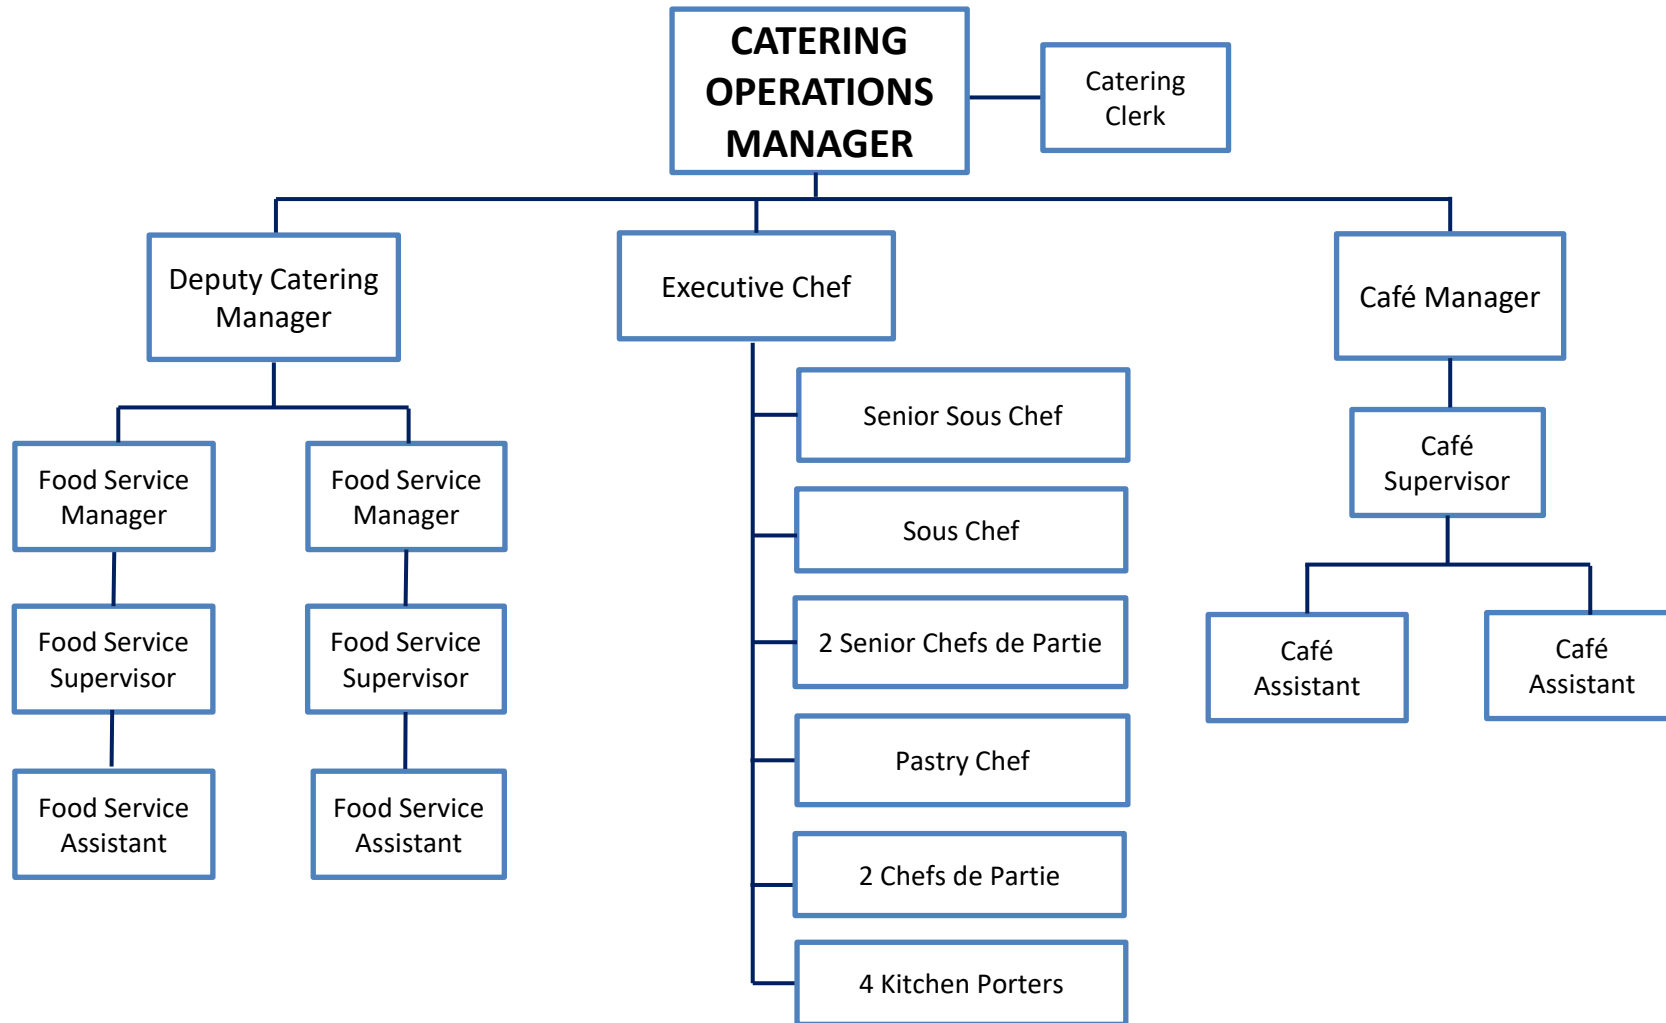 CATERING
OPERATIONS
MANAGER
Catering
Clerk
Deputy Catering
Manager
Executive Chef
Café Manager
Food Service
Manager
Food Service
Manager
Food Service
Supervisor
Food Service
Supervisor
Food Service
Assistant
Food Service
Assistant
Senior Sous Chef
Sous Chef
2 Senior Chefs de Partie
Pastry Chef
2 Chefs de Partie
4 Kitchen Porters
Café
Supervisor
Café
Assistant
Café
Assistant